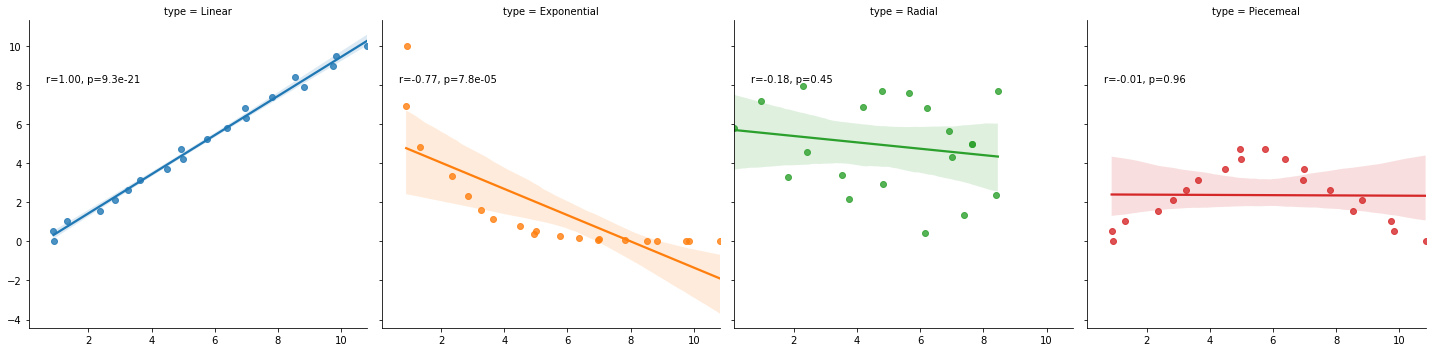 type = Linear type = Exponential type = Radial type = Piecemeal
10
r=1.00, p=9.3e-21 r=-0.77, p=7.8e-05 r=-0.18, p=0.45 r=-0.01, p=0.96
8
6
4
2
0
−2
−4
2 4 6 8 10 2 4 6 8 10 2 4 6 8 10 2 4 6 8 10